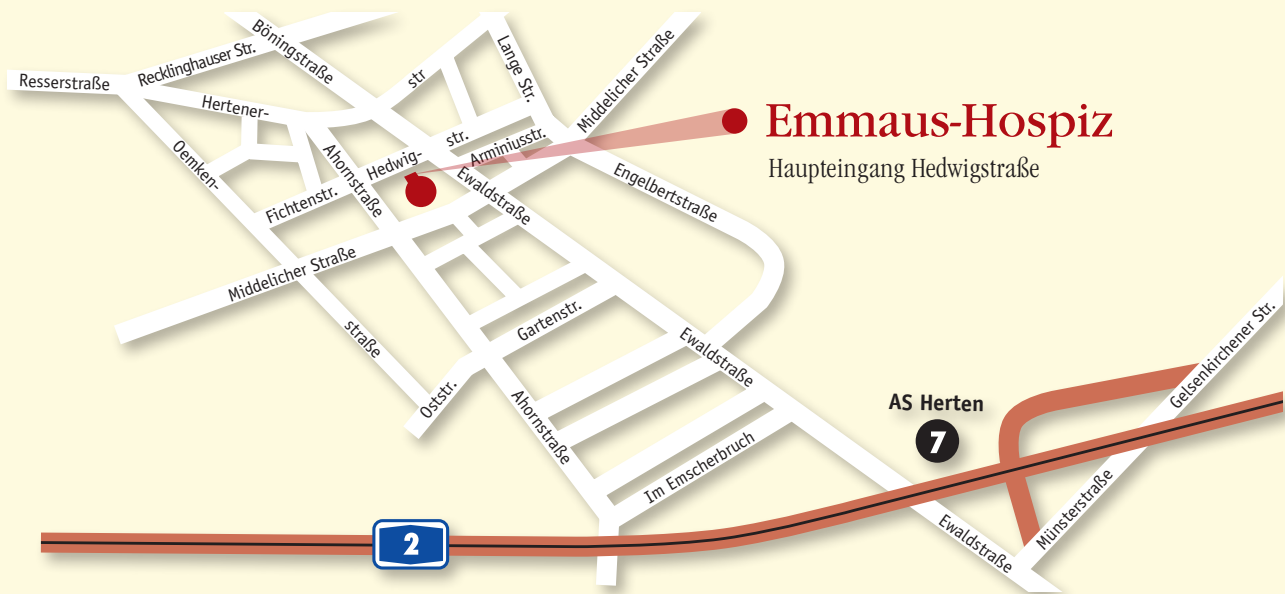 Böningstraße
Recklinghauser Str.
Resserstraße
Hertener-
str
Lange Str.
Middelicher Straße
Emmaus-Hospiz
Haupteingang Hedwigstraße
Oemken-
Ahornstraße
Hedwig-
str.
Arminiusstr.
Fichtenstr.
Ewaldstraße
Engelbertstraße
Middelicher Straße
straße
Gartenstr.
Oststr.
Ewaldstraße
Ahornstraße
Im Emscherbruch
AS Herten
7
Gelsenkirchener Str.
Münsterstraße
Ewaldstraße
2